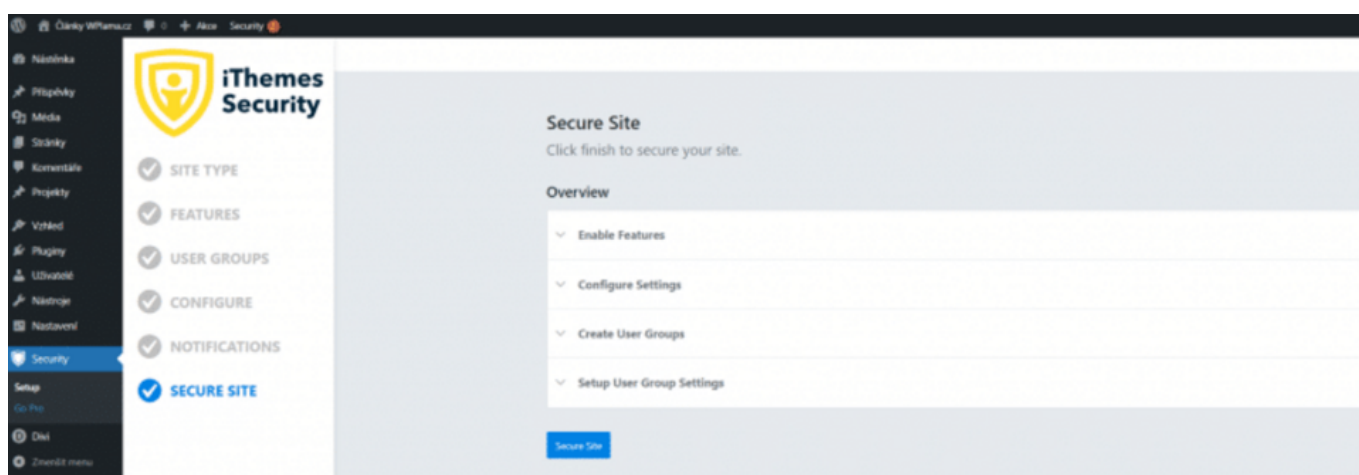 Články WPlama.cz 0 + Akce Security
Nástěnka
Příspěvky
Média
Stránky
Komentáře
Projekty
Vzhled
Pluginy
Uživatelé
Nástroje
Nastavení
Security
Setup
Go Pro
Divi
Zmenšit menu
iThemes
Security
SITE TYPE
FEATURES
USER GROUPS
CONFIGURE
NOTIFICATIONS
SECURE SITE
Secure Site
Click finish to secure your site.
Overview
Enable Features
Configure Settings
Create User Groups
Setup User Group Settings
Secure Site